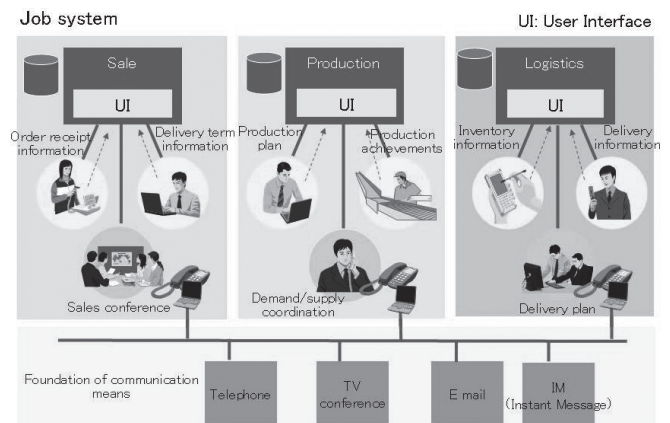 Job system
UI: User Interface
Sale
UI
Order receipt
information
Delivery term
information
Sales conference
Production
UI
Production
plan
Production
achievements
Demand/supply
coordination
Logistics
UI
Inventory
information
Delivery
information
Delivery plan
Foundation of communication
means
Telephone
TV
conference
E mail
IM
(Instant Message)